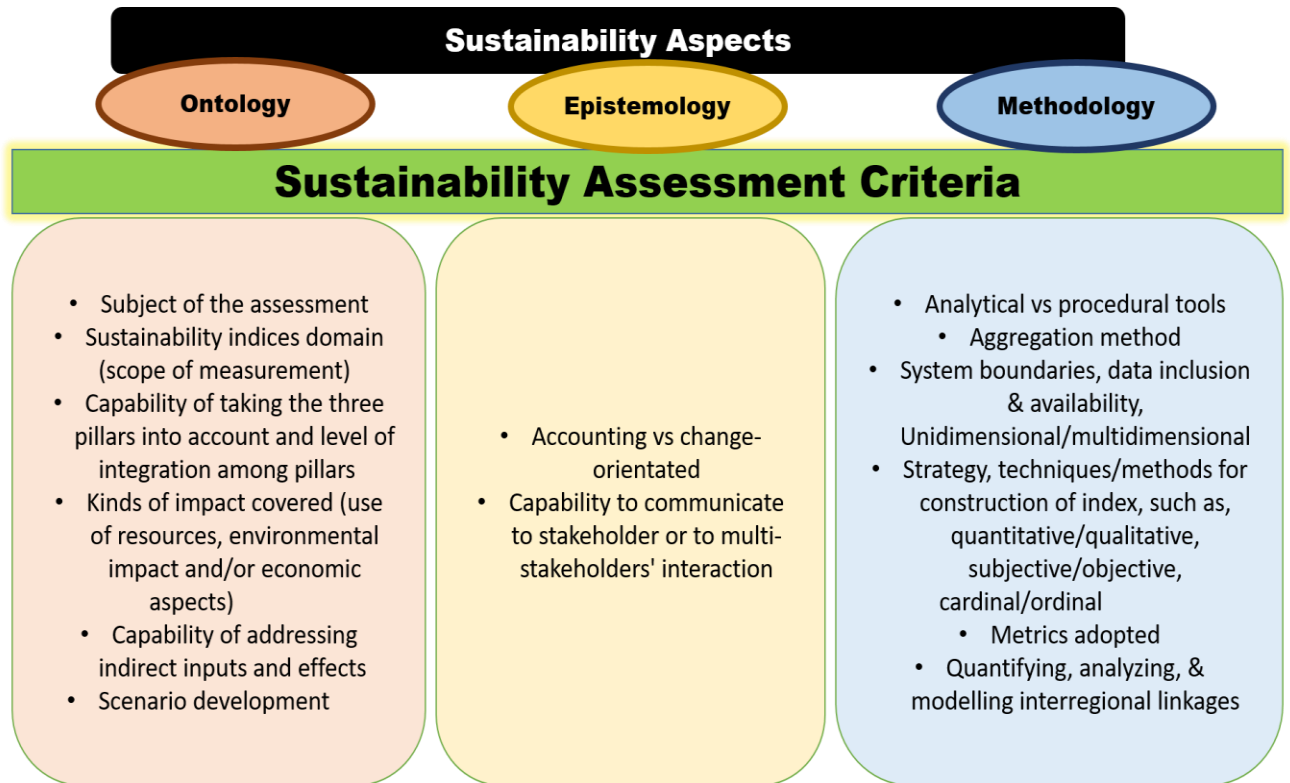 Sustainability Aspects
Ontology
Epistemology
Methodology
Sustainability Assessment Criteria
• Subject of the assessment
• Sustainability indices domain
(scope of measurement)
• Capability of taking the three
pillars into account and level of
integration among pillars
• Kinds of impact covered (use
of resources, environmental
impact and/or economic
aspects)
• Capability of addressing
indirect inputs and effects
• Scenario development
• Accounting vs change-
orientated
• Capability to communicate
to stakeholder or to multi-
stakeholders' interaction
• Analytical vs procedural tools
• Aggregation method
• System boundaries, data inclusion
& availability,
Unidimensional/multidimensional
• Strategy, techniques/methods for
construction of index, such as,
quantitative/qualitative,
subjective/objective,
cardinal/ordinal
• Metrics adopted
• Quantifying, analyzing, &
modelling interregional linkages